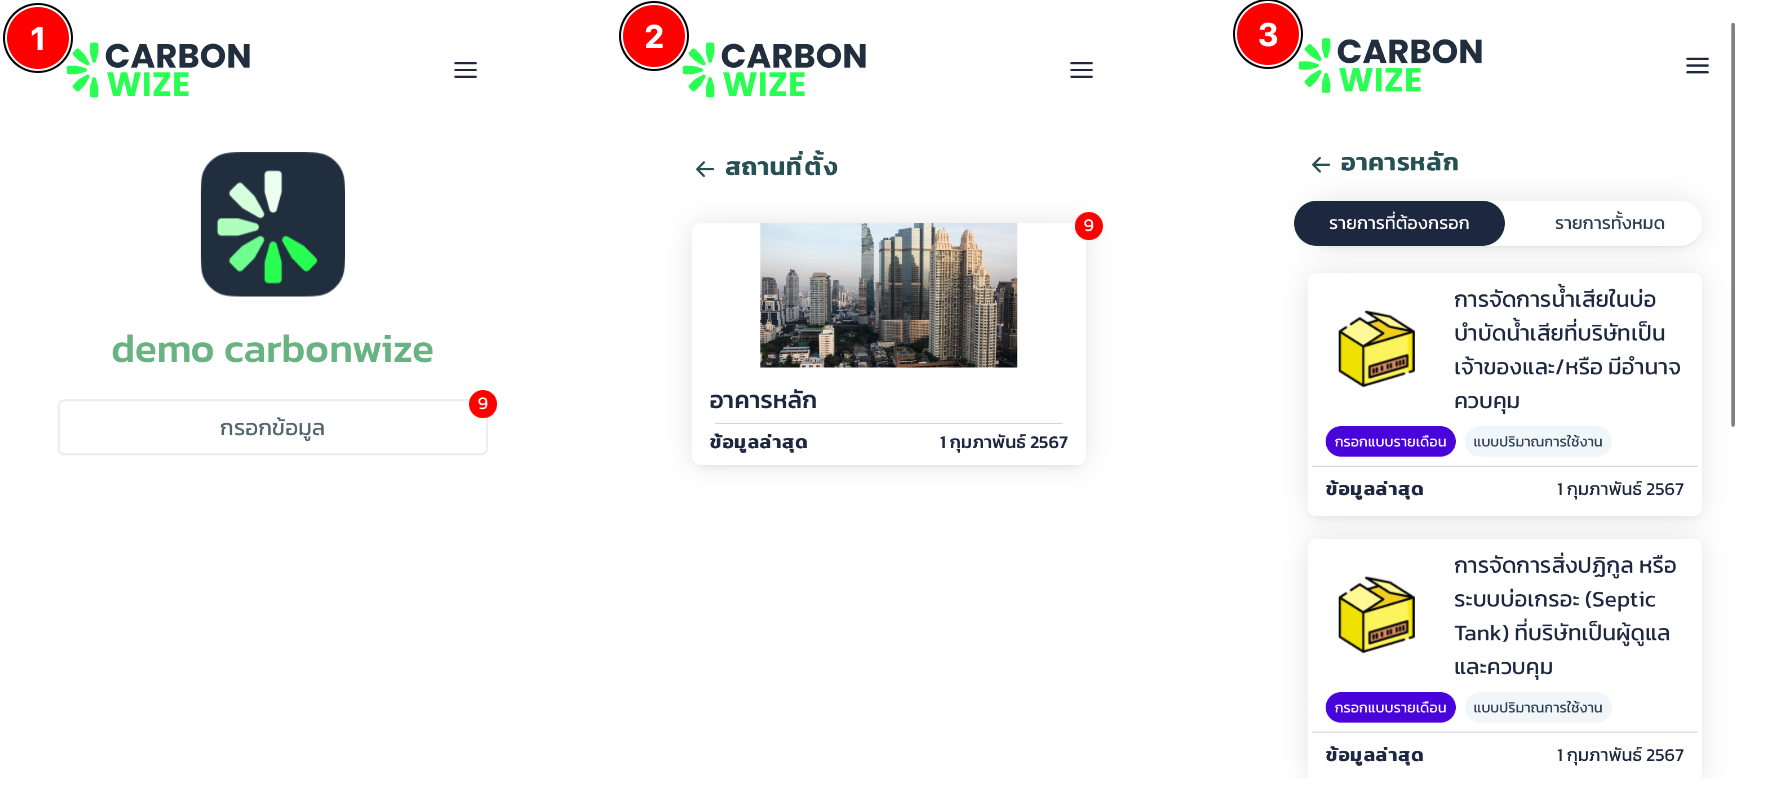 1
CARBON
WIZE
demo carbonwize
9
กรอกข้อมูล
2
CARBON
WIZE
← สถานที่ตั้ง
9
อาคารหลัก
ข้อมูลล่าสุด 1 กุมภาพันธ์ 2567
3
CARBON
WIZE
← อาคารหลัก
รายการที่ต้องกรอก รายการทั้งหมด
การจัดการน้ำเสียในบ่อ
บำบัดน้ำเสียที่บริษัทเป็น
เจ้าของและ/หรือ มีอำนาจ
ควบคุม
กรอกแบบรายเดือน แบบปริมาณการใช้งาน
ข้อมูลล่าสุด 1 กุมภาพันธ์ 2567
การจัดการสิ่งปฏิกูล หรือ
ระบบบ่อเกรอะ (Septic
Tank) ที่บริษัทเป็นผู้ดูแล
และควบคุม
กรอกแบบรายเดือน แบบปริมาณการใช้งาน
ข้อมูลล่าสุด 1 กุมภาพันธ์ 2567